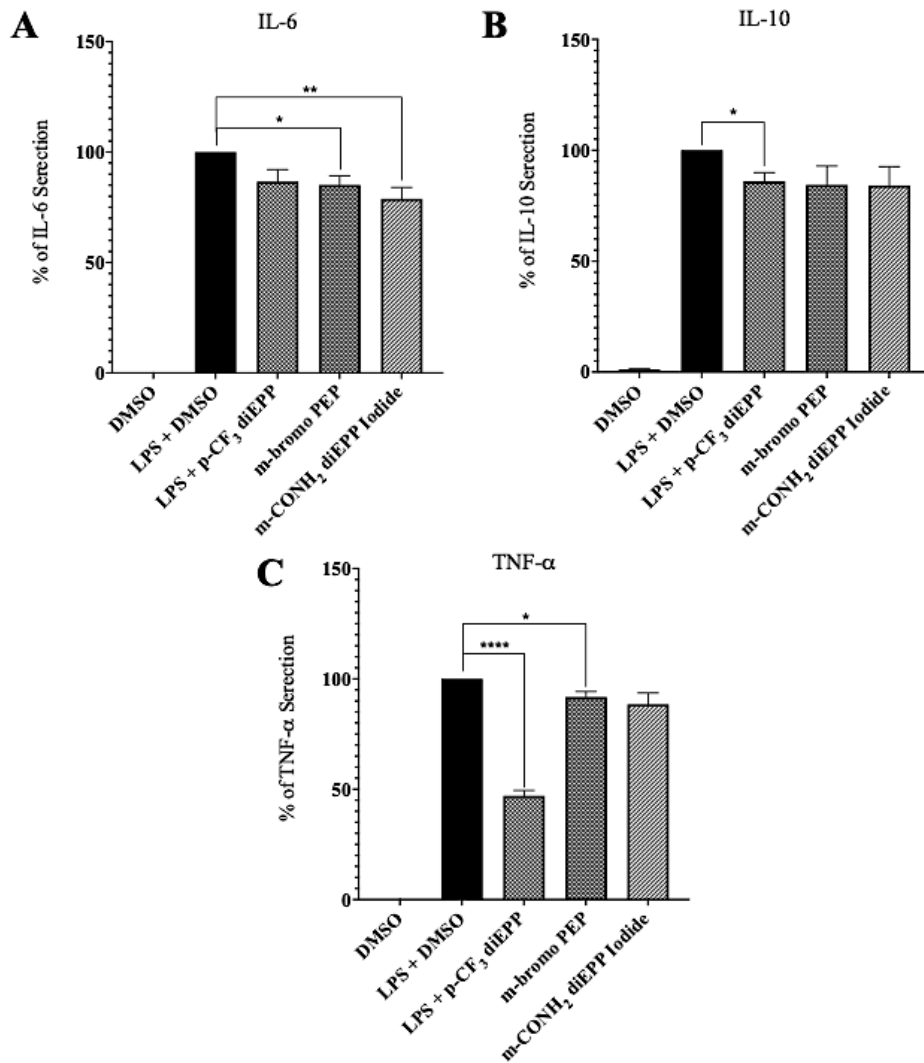 A
IL-6
% of IL-6 Serection
150
100
50
0
**
*
DMSO
LPS + DMSO
LPS + p-CF₃ diEPP
m-bromo PEP
m-CONH₂ diEPP Iodide
B
IL-10
% of IL-10 Serection
150
100
50
0
*
DMSO
LPS + DMSO
LPS + p-CF₃ diEPP
m-bromo PEP
m-CONH₂ diEPP Iodide
C
TNF-α
% of TNF-α Serection
150
100
50
0
*
****
DMSO
LPS + DMSO
LPS + p-CF₃ diEPP
m-bromo PEP
m-CONH₂ diEPP Iodide